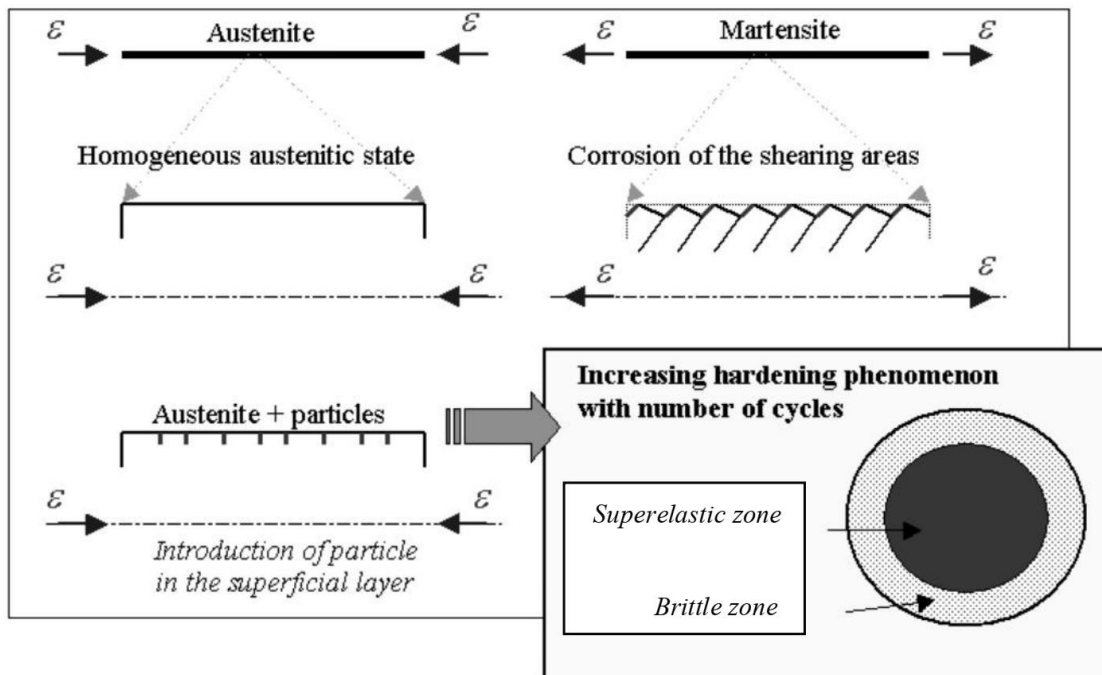 ε
Austenite
ε
ε
Martensite
ε
Homogeneous austenitic state
Corrosion of the shearing areas
ε
ε
ε
ε
Austenite + particles
ε
ε
Introduction of particle
in the superficial layer
Increasing hardening phenomenon
with number of cycles
Superelastic zone
Brittle zone